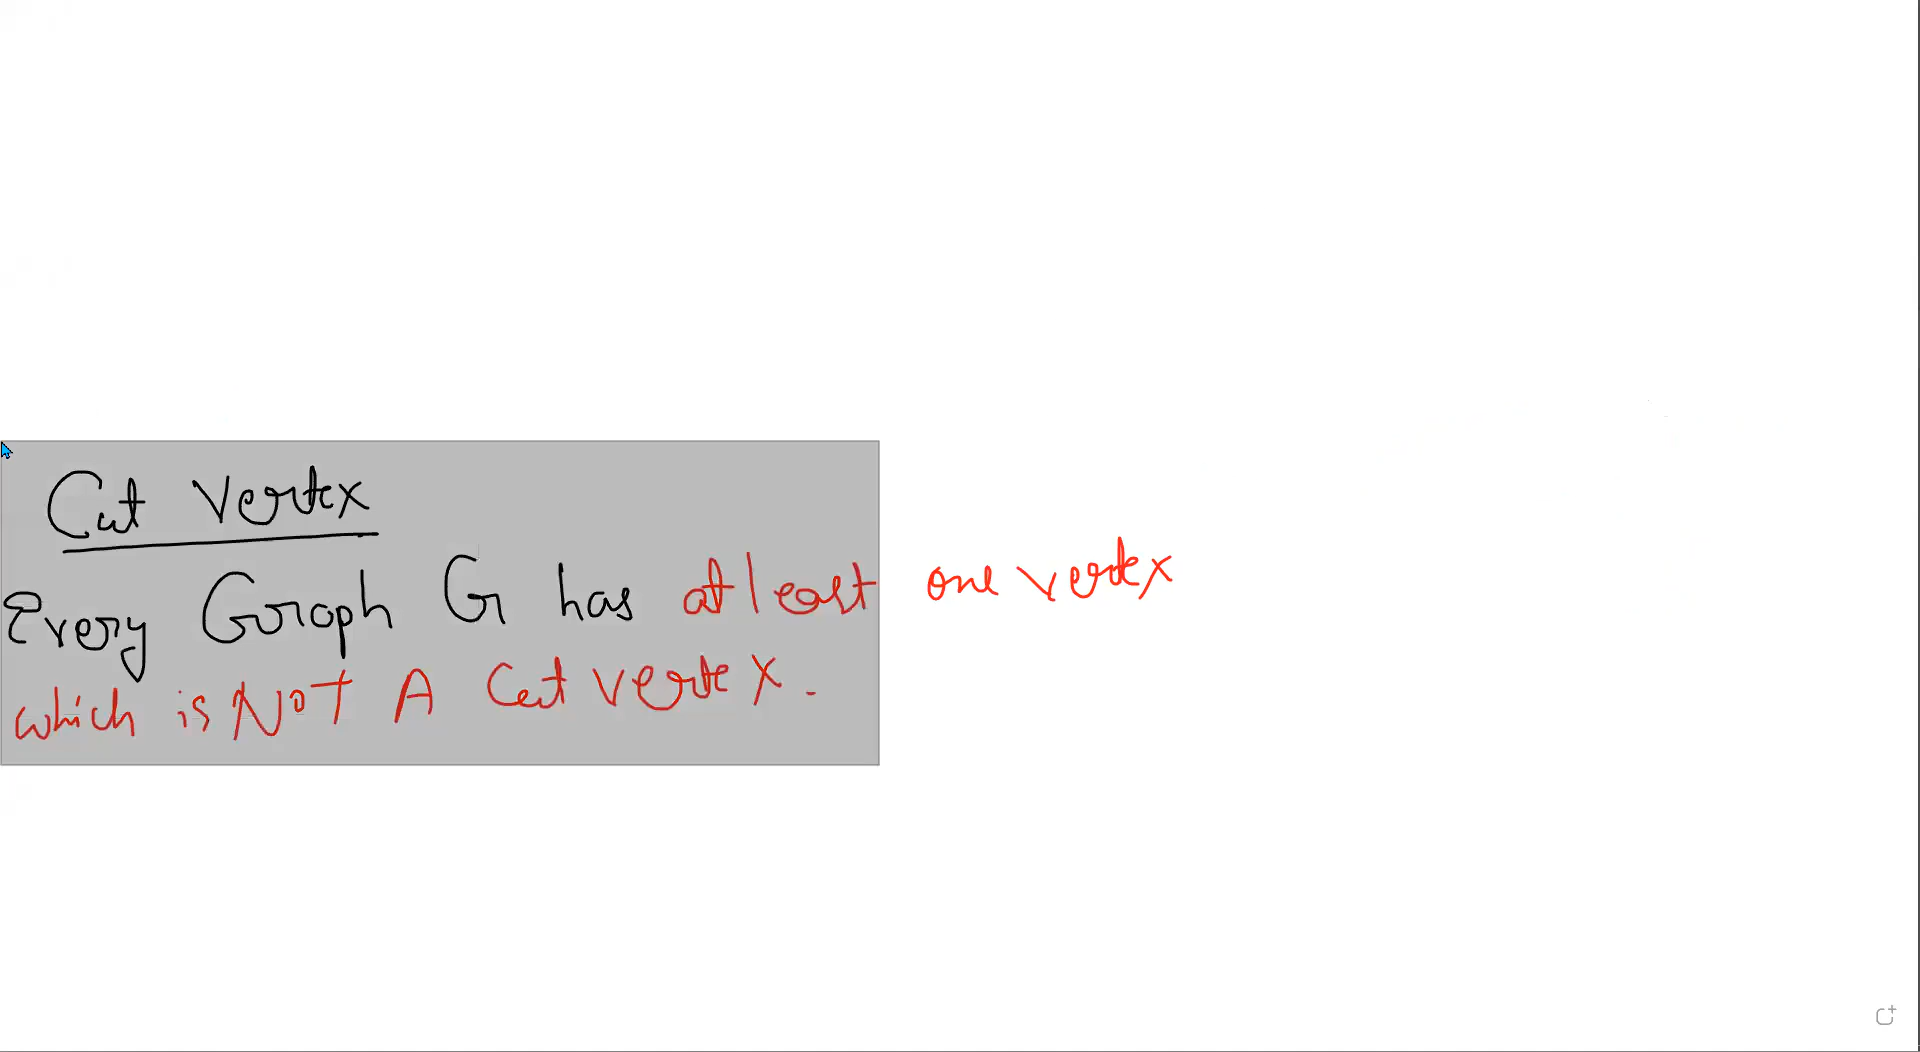 Cut Vertex
Every Graph G has atleast one vertex
which is NOT A Cut vertex.